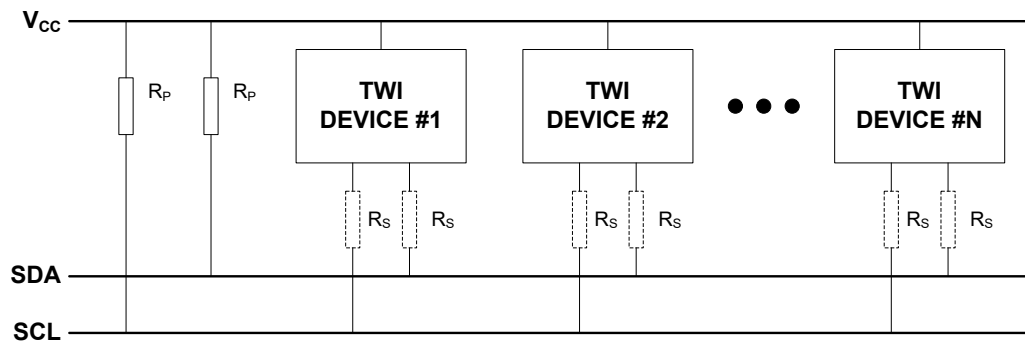 VCC
RP
RP
TWI
DEVICE #1
TWI
DEVICE #2
TWI
DEVICE #N
RS
RS
RS
RS
RS
RS
SDA
SCL